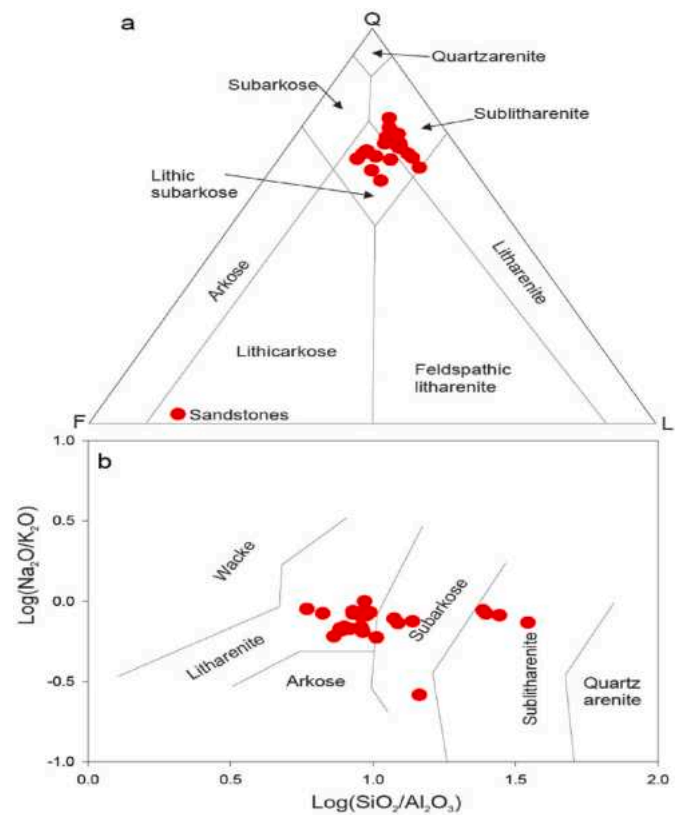 a
Q
Quartzarenite
Subarkose
Sublitharenite
Lithic
subarkose
Arkose
Litharenite
Lithicarkose
Feldspathic
litharenite
F
Sandstones
L
b
1.0
0.5
0.0
-0.5
-1.0
Log(Na₂O/K₂O)
Wacke
Litharenite
Arkose
Subarkose
Sublitharenite
Quartz
arenite
0.0 0.5 1.0 1.5 2.0
Log(SiO₂/Al₂O₃)